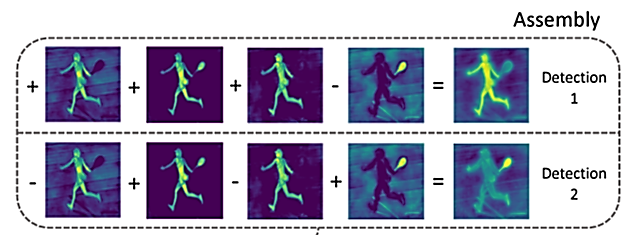 Assembly
+ + + - = Detection 1
- + - + = Detection 2